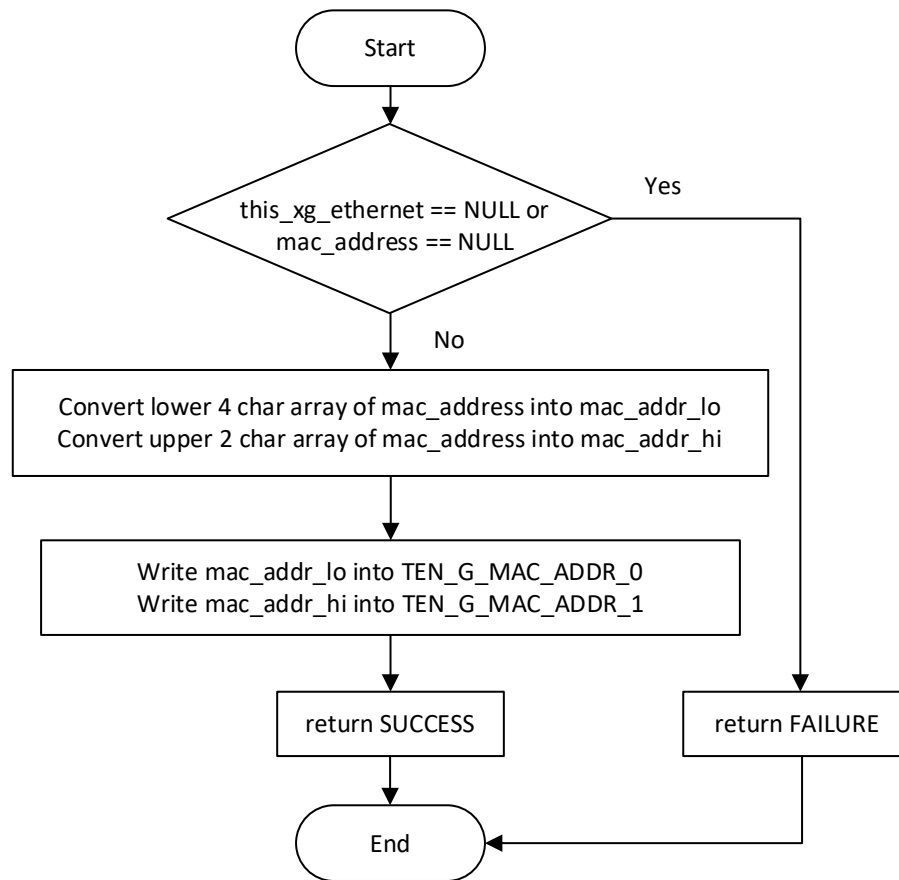 Start
this_xg_ethernet == NULL or
mac_address == NULL
Yes
No
Convert lower 4 char array of mac_address into mac_addr_lo
Convert upper 2 char array of mac_address into mac_addr_hi
Write mac_addr_lo into TEN_G_MAC_ADDR_0
Write mac_addr_hi into TEN_G_MAC_ADDR_1
return SUCCESS
return FAILURE
End